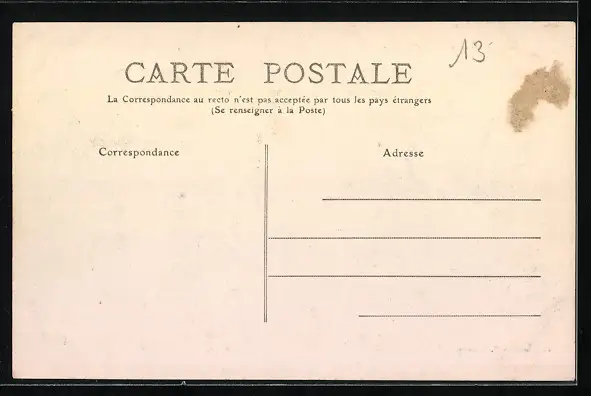 13
CARTE POSTALE
La Correspondance au recto n'est pas acceptée par tous les pays étrangers
(Se renseigner à la Poste)
Correspondance
Adresse